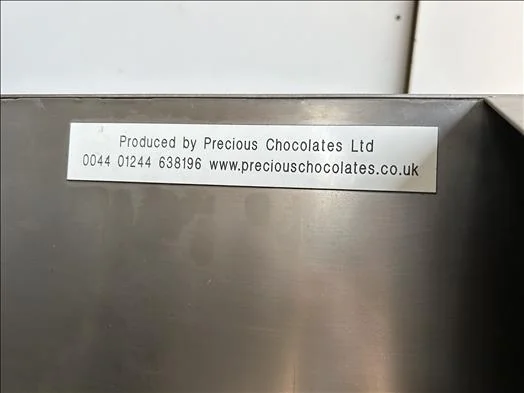 Produced by Precious Chocolates Ltd
0044 01244 638196 www.preciouschocolates.co.uk